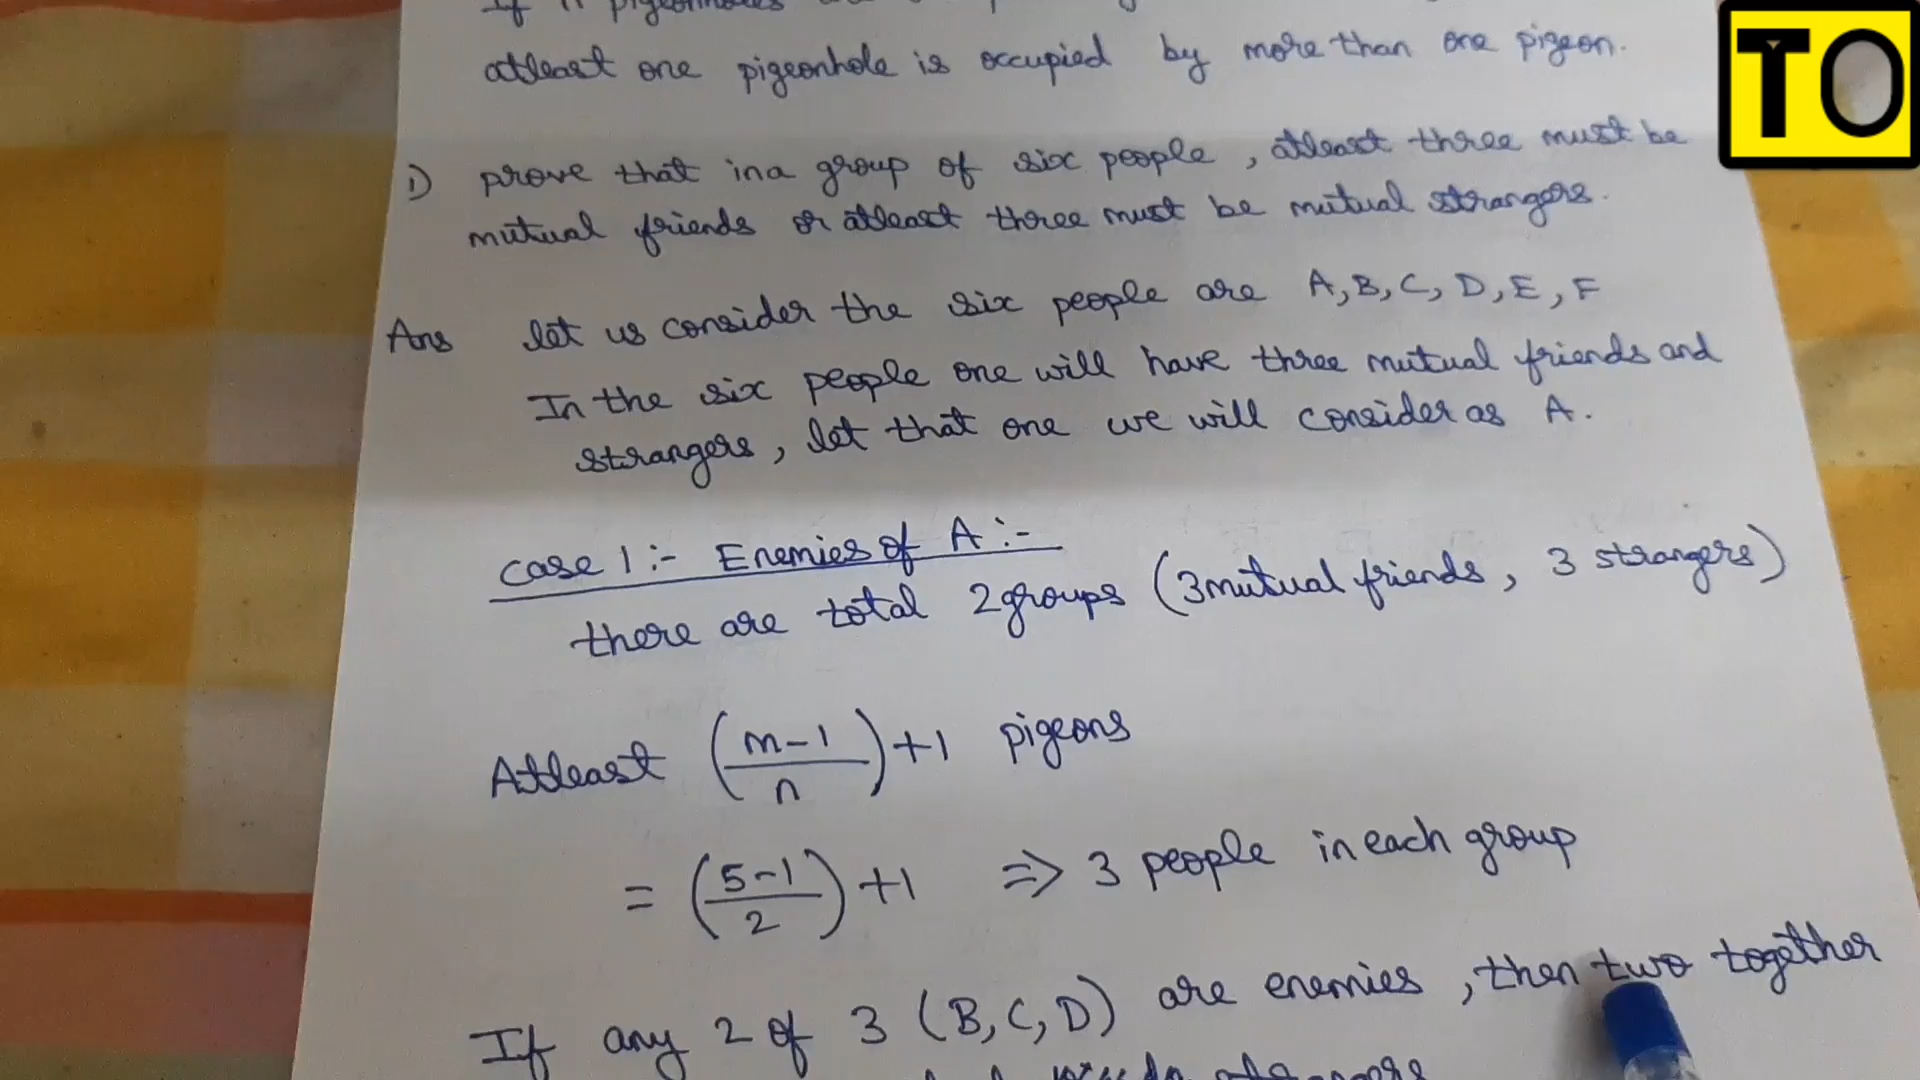 If n pigeonholes
atleast one pigeonhole is occupied by more than one pigeon.
TO
1) prove that in a group of six people, atleast three must be
mutual friends or atleast three must be mutual strangers.
Ans let us consider the six people are A, B, C, D, E, F
In the six people one will have three mutual friends and
strangers, let that one we will consider as A.
case 1 :- Enemies of A :-
there are total 2 groups (3 mutual friends, 3 strangers)
Atleast (m-1/n)+1 pigeons
= (5-1/2)+1 => 3 people in each group
If any 2 of 3 (B, C, D) are enemies, then two together